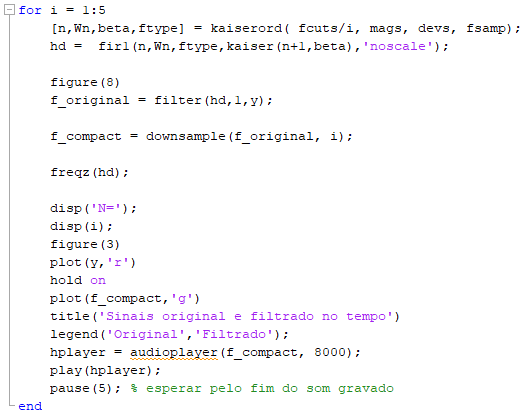 for i = 1:5
[n,Wn,beta,ftype] = kaiserord( fcuts/i, mags, devs, fsamp);
hd =  fir1(n,Wn,ftype,kaiser(n+1,beta),'noscale');
figure(8)
f_original = filter(hd,1,y);
f_compact = downsample(f_original, i);
freqz(hd);
disp('N=');
disp(i);
figure(3)
plot(y,'r')
hold on
plot(f_compact,'g')
title('Sinais original e filtrado no tempo')
legend('Original','Filtrado');
hplayer = audioplayer(f_compact, 8000);
play(hplayer);
pause(5); % esperar pelo fim do som gravado
end